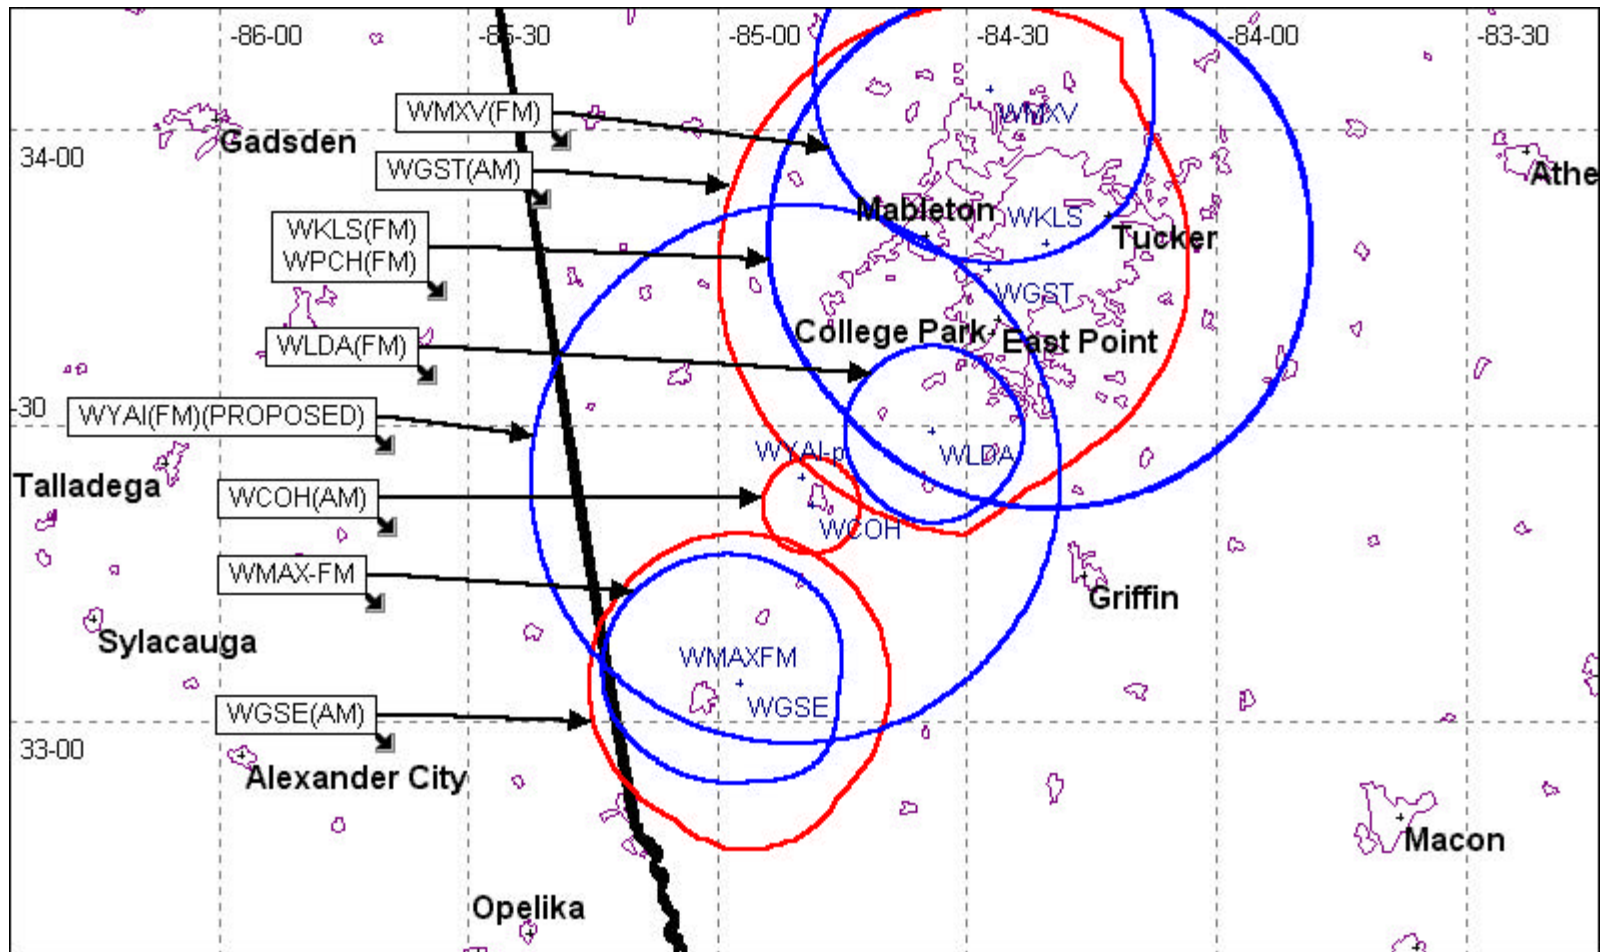 -86-00
-85-30
-85-00
-84-30
-84-00
-83-30
WMXV(FM)
WMXV
Gadsden
34-00
WGST(AM)
Athe
Mableton
WKLS
Tucker
WKLS(FM)
WPCH(FM)
WGST
College Park
East Point
WLDA(FM)
-30
WYAI(FM)(PROPOSED)
WYAI-p
WLDA
Talladega
WCOH(AM)
WCOH
WMAX-FM
Griffin
Sylacauga
WMAXFM
WGSE
WGSE(AM)
33-00
Alexander City
Macon
Opelika